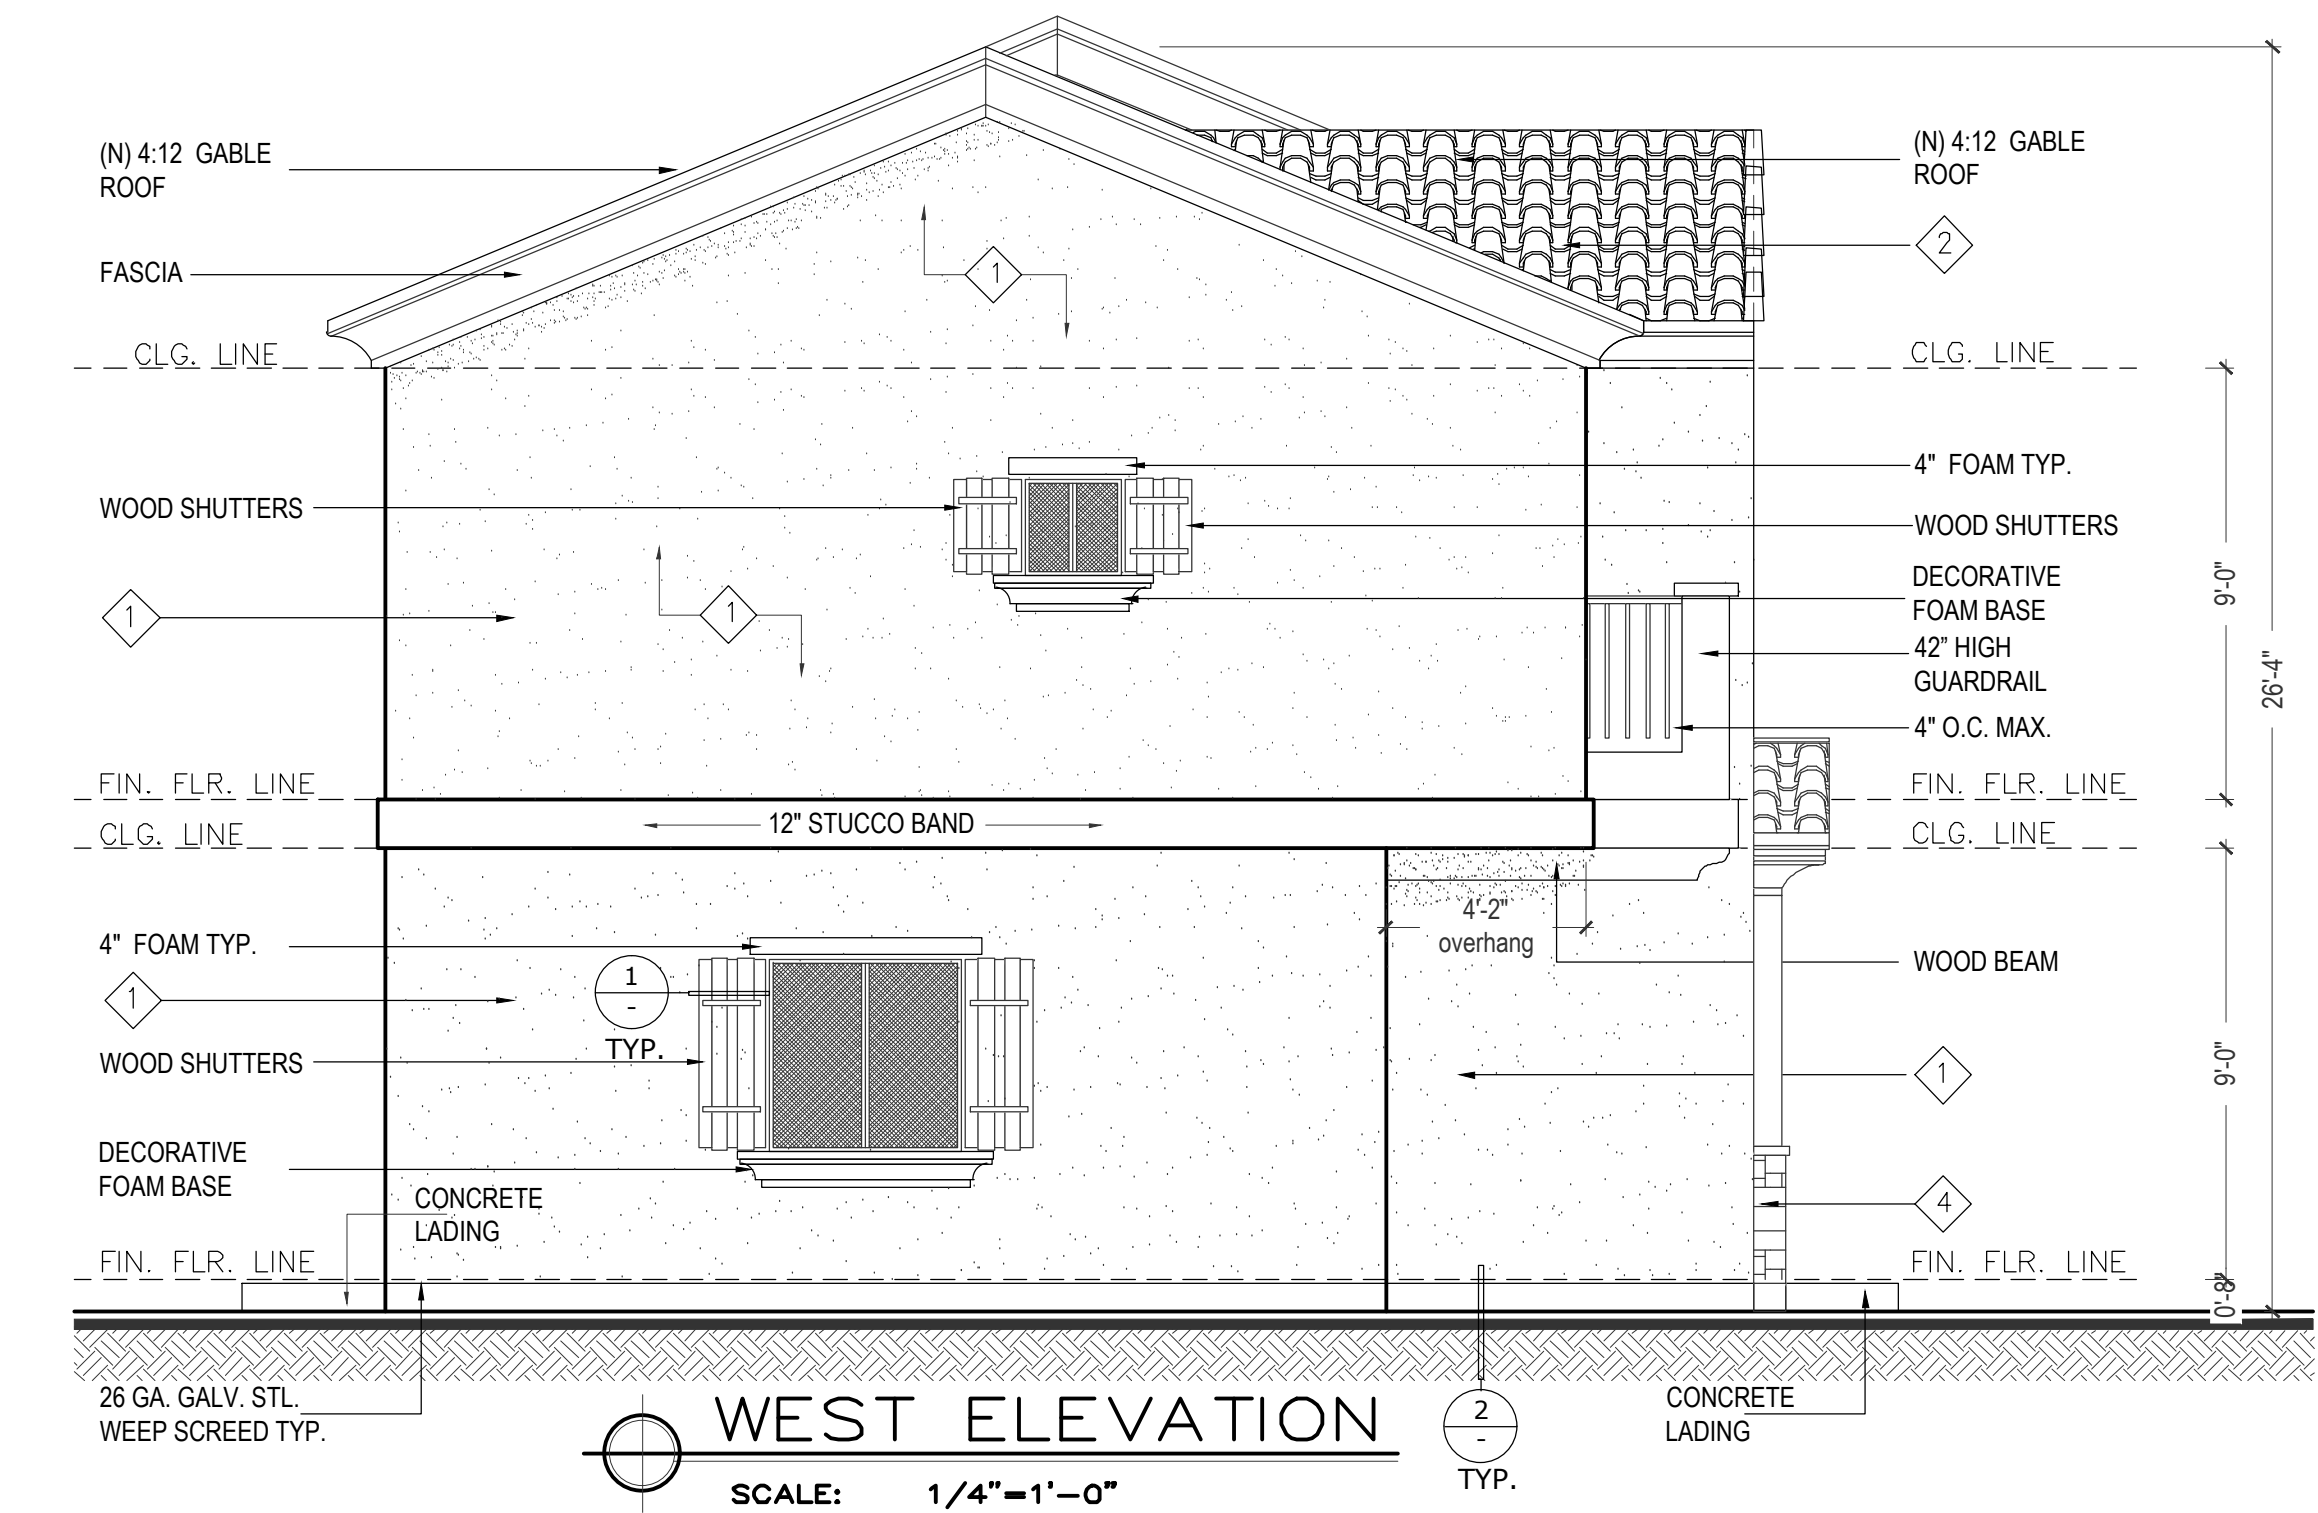 (N) 4:12 GABLE
ROOF
FASCIA
CLG. LINE
WOOD SHUTTERS
1
FIN. FLR. LINE
CLG. LINE
4" FOAM TYP.
1
WOOD SHUTTERS
DECORATIVE
FOAM BASE
CONCRETE
LADING
FIN. FLR. LINE
26 GA. GALV. STL.
WEEP SCREED TYP.
1
1
12" STUCCO BAND
1
-
TYP.
4'-2"
overhang
(N) 4:12 GABLE
ROOF
2
CLG. LINE
4" FOAM TYP.
WOOD SHUTTERS
DECORATIVE
FOAM BASE
42” HIGH
GUARDRAIL
4" O.C. MAX.
FIN. FLR. LINE
CLG. LINE
WOOD BEAM
1
4
FIN. FLR. LINE
9'-0"
26'-4"
9'-0"
0'-8"
CONCRETE
LADING
2
-
TYP.
WEST ELEVATION
SCALE: 1/4"=1'-0"